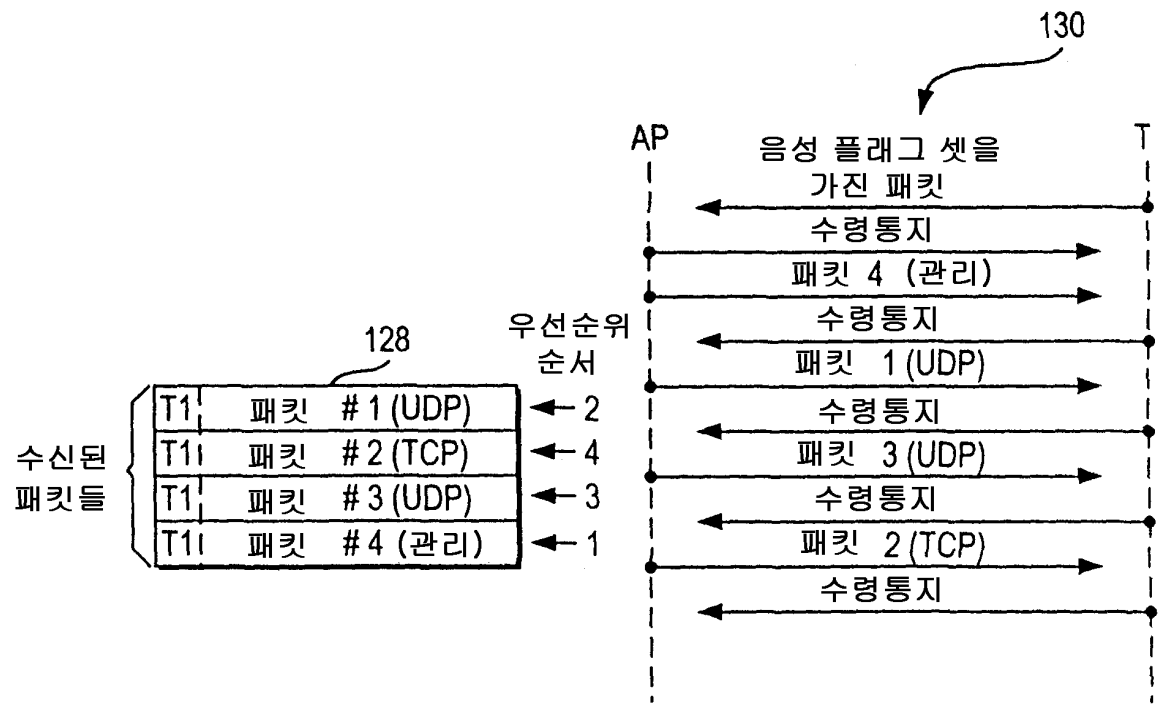 130
AP
T
음성 플래그 셋을
가진 패킷
수령통지
패킷 4 (관리)
수령통지
패킷 1 (UDP)
수령통지
패킷 3 (UDP)
수령통지
패킷 2 (TCP)
수령통지
우선순위
순서
128
수신된
패킷들
T1 패킷 # 1 (UDP) 2
T1 패킷 # 2 (TCP) 4
T1 패킷 # 3 (UDP) 3
T1 패킷 # 4 (관리) 1